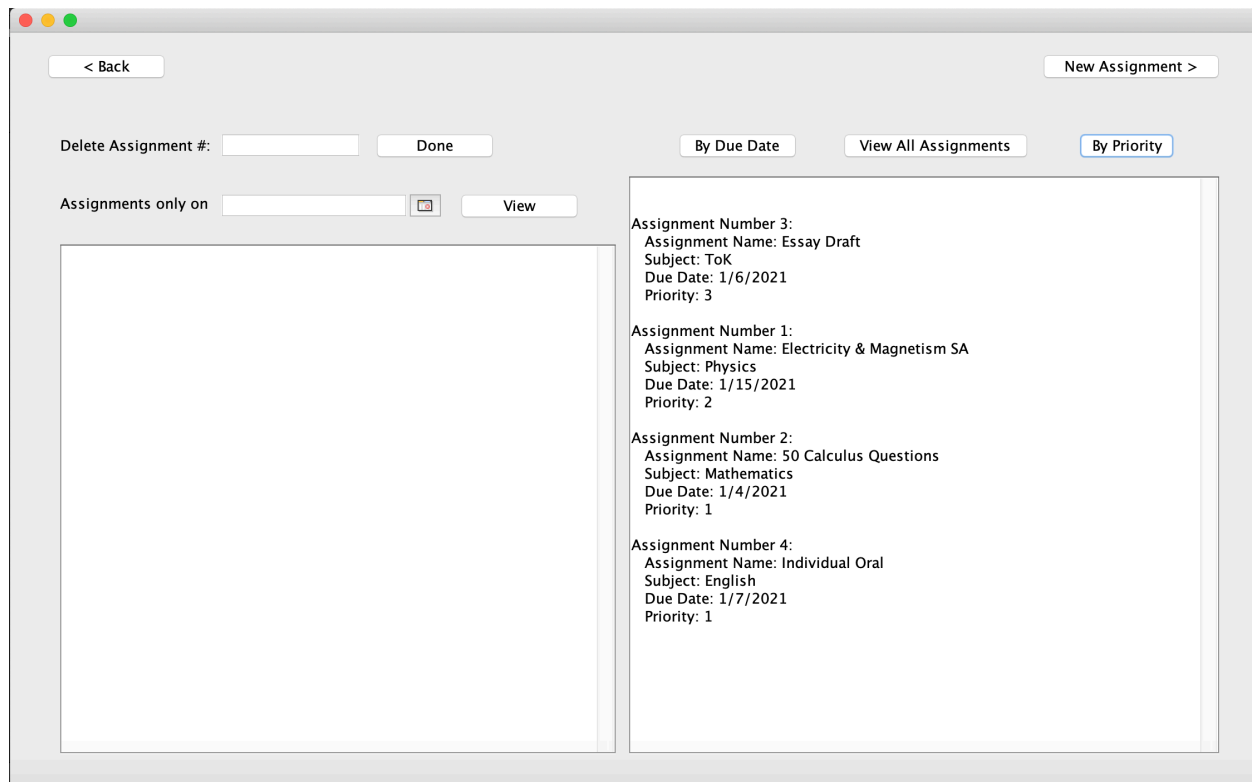 < Back
New Assignment >
Delete Assignment #:
Done
By Due Date
View All Assignments
By Priority
Assignments only on
View
Assignment Number 3:
Assignment Name: Essay Draft
Subject: ToK
Due Date: 1/6/2021
Priority: 3
Assignment Number 1:
Assignment Name: Electricity & Magnetism SA
Subject: Physics
Due Date: 1/15/2021
Priority: 2
Assignment Number 2:
Assignment Name: 50 Calculus Questions
Subject: Mathematics
Due Date: 1/4/2021
Priority: 1
Assignment Number 4:
Assignment Name: Individual Oral
Subject: English
Due Date: 1/7/2021
Priority: 1